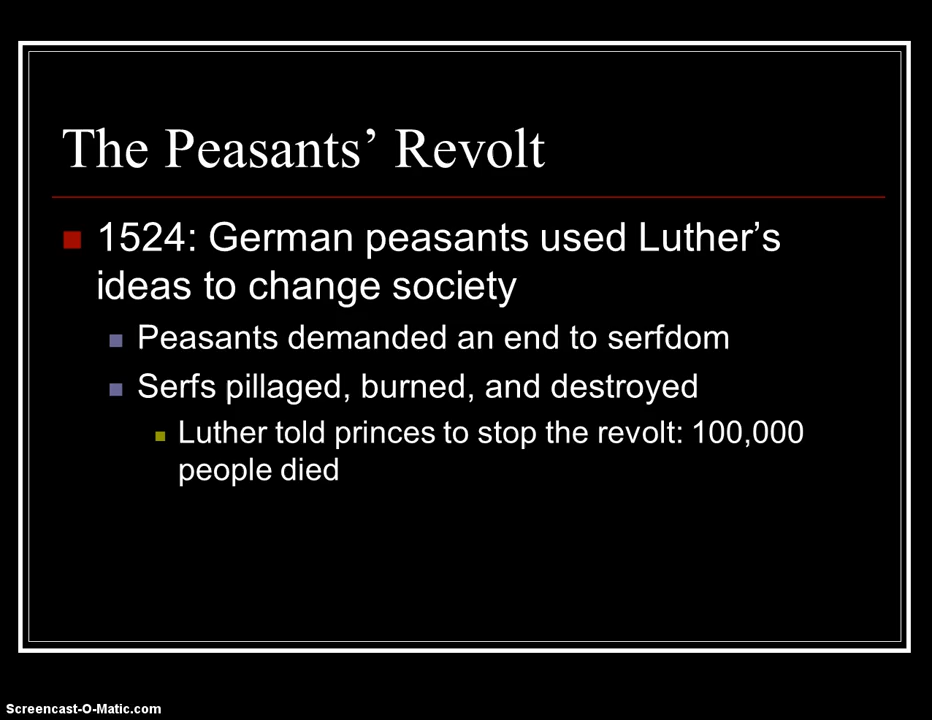 The Peasants’ Revolt
1524: German peasants used Luther’s
ideas to change society
Peasants demanded an end to serfdom
Serfs pillaged, burned, and destroyed
Luther told princes to stop the revolt: 100,000
people died
Screencast-O-Matic.com